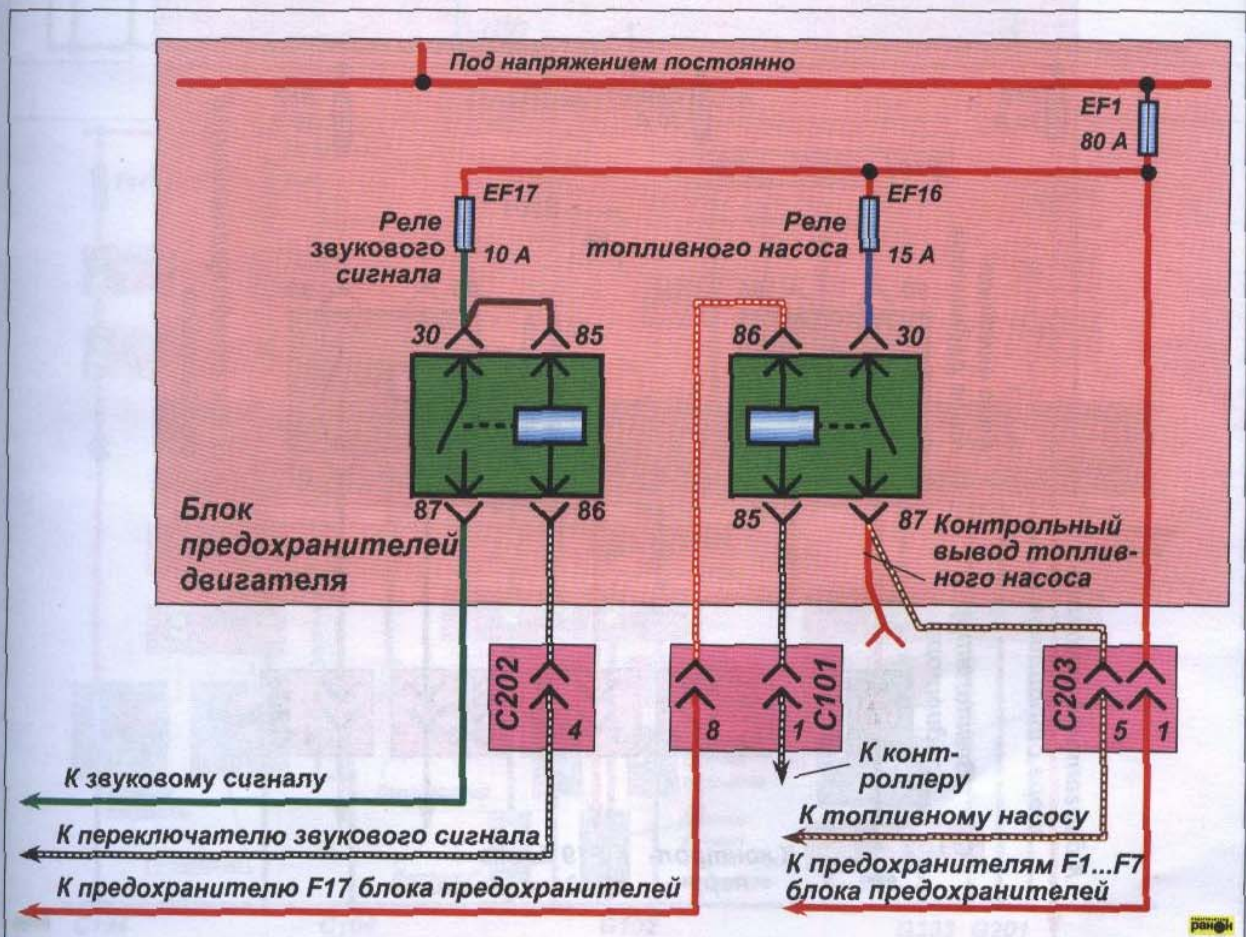 Под напряжением постоянно
EF1
80 А
EF17
EF16
Реле
звукового
сигнала
10 А
Реле
топливного насоса
15 А
30
85
86
30
87
86
85
87
Блок
предохранителей
двигателя
Контрольный
вывод топлив-
ного насоса
C202
4
8
1
C101
C203
5
1
К звуковому сигналу
К конт-
роллеру
К переключателю звукового сигнала
К топливному насосу
К предохранителю F17 блока предохранителей
К предохранителям F1...F7
блока предохранителей
ранок